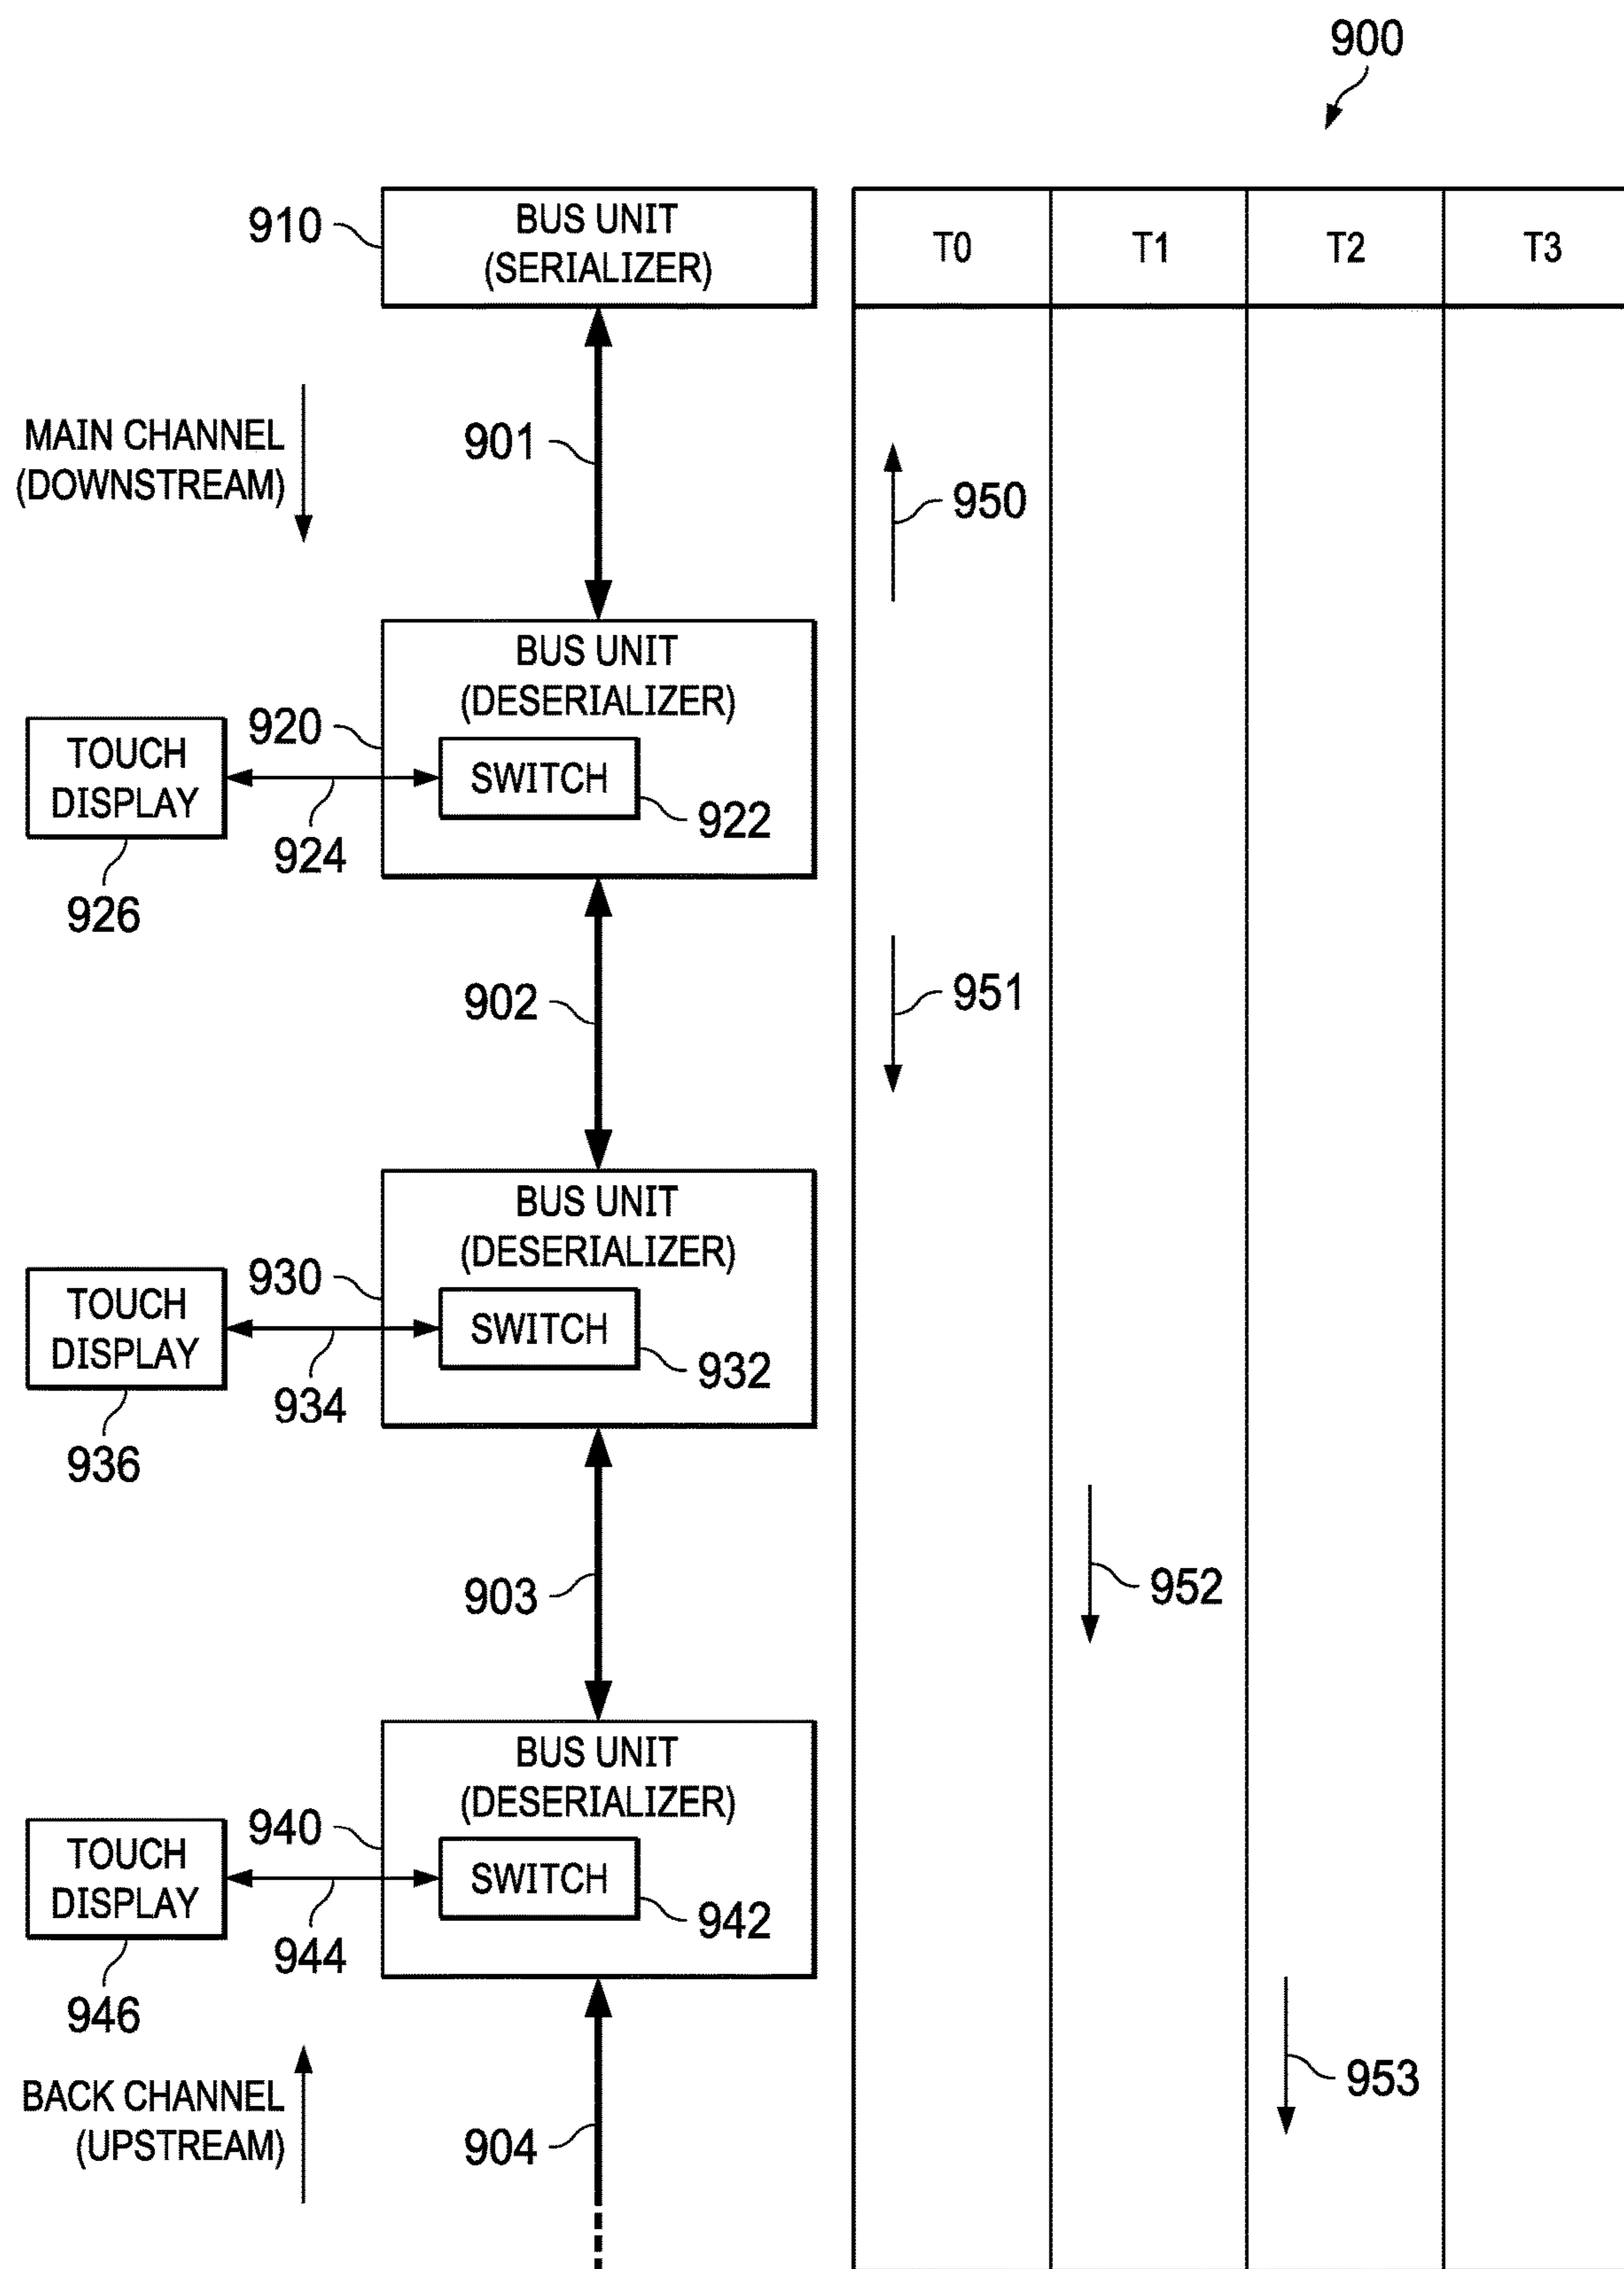 900
910
BUS UNIT
(SERIALIZER)
T0
T1
T2
T3
MAIN CHANNEL
(DOWNSTREAM)
901
950
BUS UNIT
(DESERIALIZER)
920
TOUCH
DISPLAY
SWITCH
922
924
926
951
902
BUS UNIT
(DESERIALIZER)
930
TOUCH
DISPLAY
SWITCH
932
934
936
903
952
BUS UNIT
(DESERIALIZER)
940
TOUCH
DISPLAY
SWITCH
942
944
946
BACK CHANNEL
(UPSTREAM)
904
953